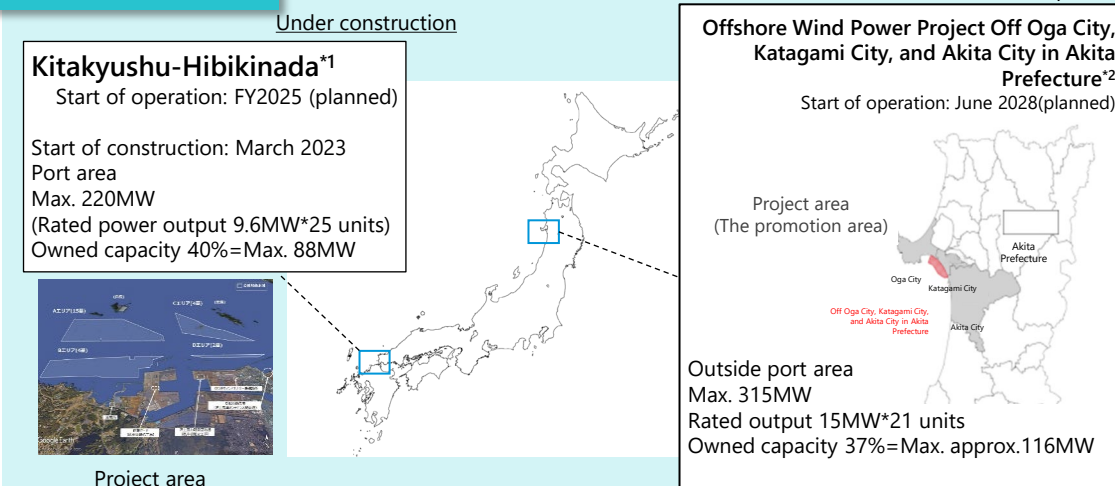 Under construction
Kitakyushu-Hibikinada*1
Start of operation: FY2025 (planned)
Start of construction: March 2023
Port area
Max. 220MW
(Rated power output 9.6MW*25 units)
Owned capacity 40%=Max. 88MW
Google Earth
Project area
Offshore Wind Power Project Off Oga City,
Katagami City, and Akita City in Akita
Prefecture*2
Start of operation: June 2028(planned)
Project area
(The promotion area)
Akita
Prefecture
Oga City
Katagami City
Off Oga City, Katagami City,
and Akita City in Akita
Prefecture
Akita City
Outside port area
Max. 315MW
Rated output 15MW*21 units
Owned capacity 37%=Max. approx.116MW